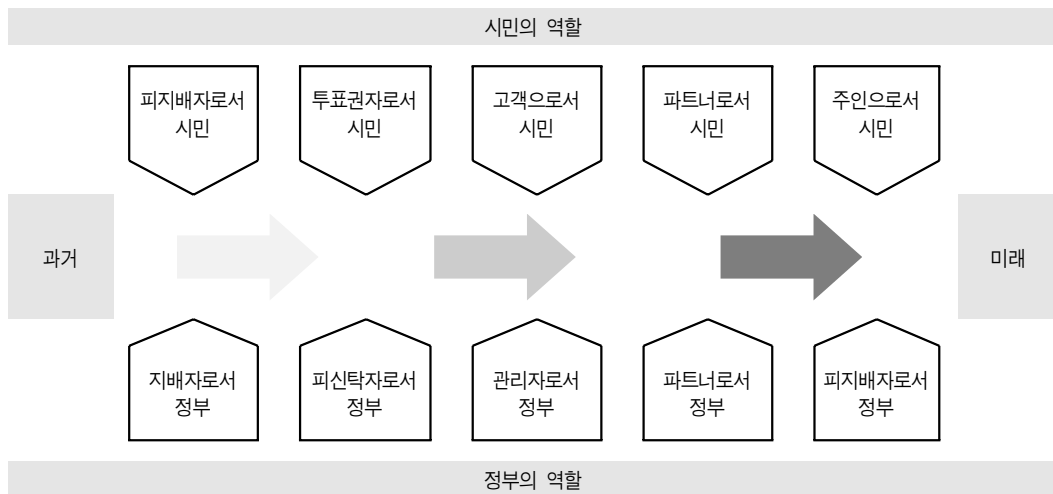 시민의 역할
피지배자로서
시민
투표권자로서
시민
고객으로서
시민
파트너로서
시민
주인으로서
시민
과거
미래
지배자로서
정부
피신탁자로서
정부
관리자로서
정부
파트너로서
정부
피지배자로서
정부
정부의 역할